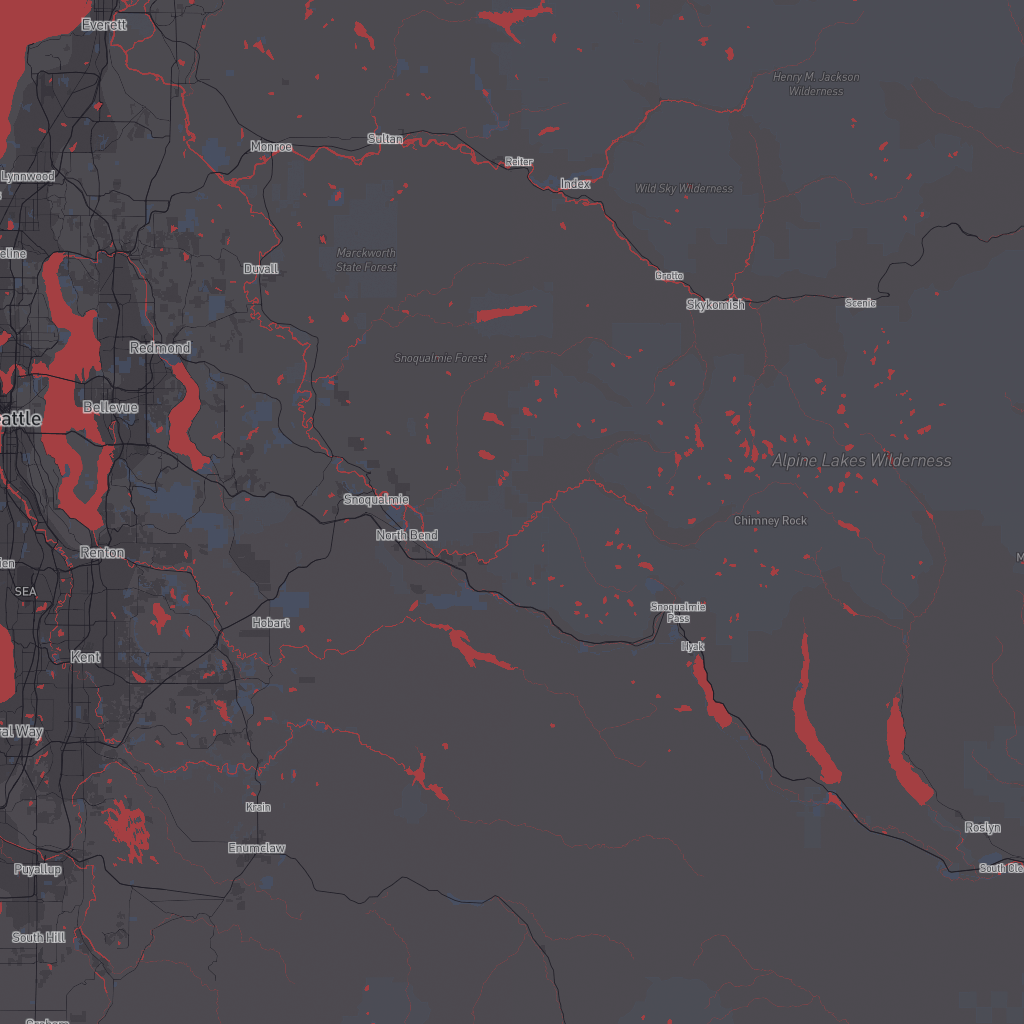 Everett
Henry M. Jackson
Wilderness
Sultan
Monroe
Reiter
Lynnwood
Index
Wild Sky Wilderness
eline
Marckworth
State Forest
Duvall
Grotto
Skykomish
Scenic
Redmond
Snoqualmie Forest
Bellevue
attle
Alpine Lakes Wilderness
Snoqualmie
Chimney Rock
North Bend
Renton
ien
SEA
Snoqualmie
Pass
Hobart
Hyak
Kent
ral Way
Krain
Roslyn
Enumclaw
Puyallup
South Cle
South Hill